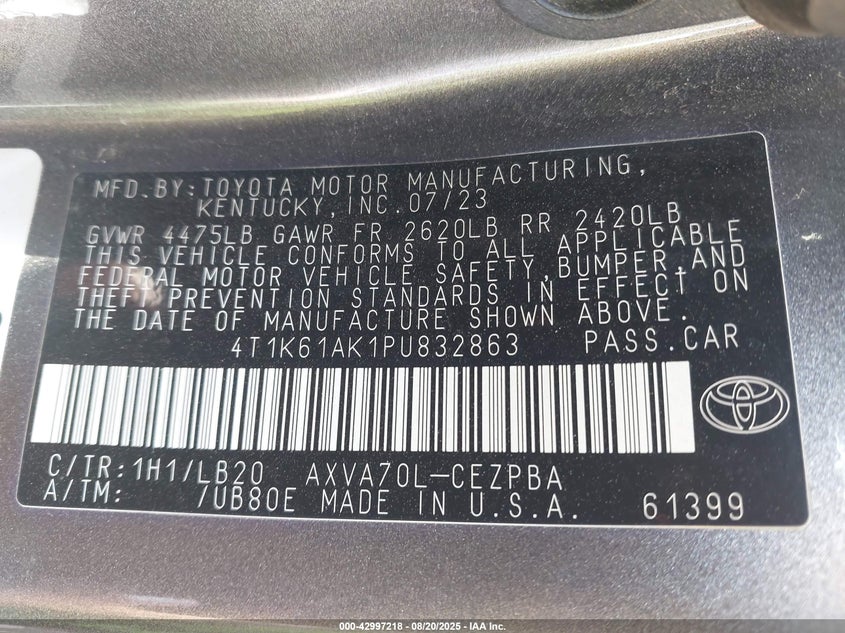 MFD. BY: TOYOTA MOTOR MANUFACTURING,
KENTUCKY, INC. 07/23
GVWR 4475LB GAWR FR 2620LB RR 2420LB
THIS VEHICLE CONFORMS TO ALL APPLICABLE
FEDERAL MOTOR VEHICLE SAFETY, BUMPER, AND
THEFT PREVENTION STANDARDS IN EFFECT ON
THE DATE OF MANUFACTURE SHOWN ABOVE.
4T1K61AK1PU832863 PASS.CAR
C/TR: 1H1/LB20 AXVA70L-CEZPBA
A/TM: /UB80E MADE IN U.S.A. 61399
000-42997218 - 08/20/2025 - IAA Inc.